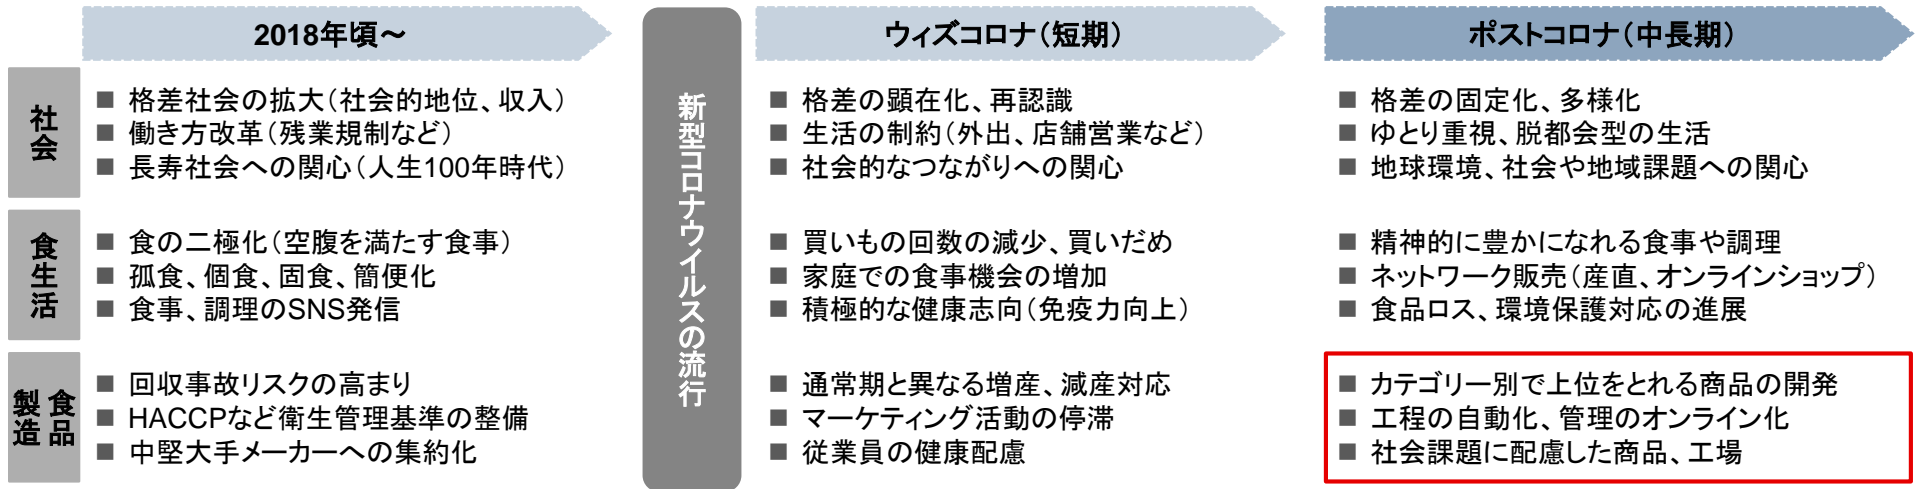 2018年頃～
ウィズコロナ（短期）
ポストコロナ（中長期）
新型コロナウイルスの流行
社会
■ 格差社会の拡大（社会的地位、収入）
■ 働き方改革（残業規制など）
■ 長寿社会への関心（人生100年時代）
■ 格差の顕在化、再認識
■ 生活の制約（外出、店舗営業など）
■ 社会的なつながりへの関心
■ 格差の固定化、多様化
■ ゆとり重視、脱都会型の生活
■ 地球環境、社会や地域課題への関心
食生活
■ 食の二極化（空腹を満たす食事）
■ 孤食、個食、固食、簡便化
■ 食事、調理のSNS発信
■ 買いもの回数の減少、買いだめ
■ 家庭での食事機会の増加
■ 積極的な健康志向（免疫力向上）
■ 精神的に豊かになれる食事や調理
■ ネットワーク販売（産直、オンラインショップ）
■ 食品ロス、環境保護対応の進展
食品
製造
■ 回収事故リスクの高まり
■ HACCPなど衛生管理基準の整備
■ 中堅大手メーカーへの集約化
■ 通常期と異なる増産、減産対応
■ マーケティング活動の停滞
■ 従業員の健康配慮
■ カテゴリー別で上位をとれる商品の開発
■ 工程の自動化、管理のオンライン化
■ 社会課題に配慮した商品、工場